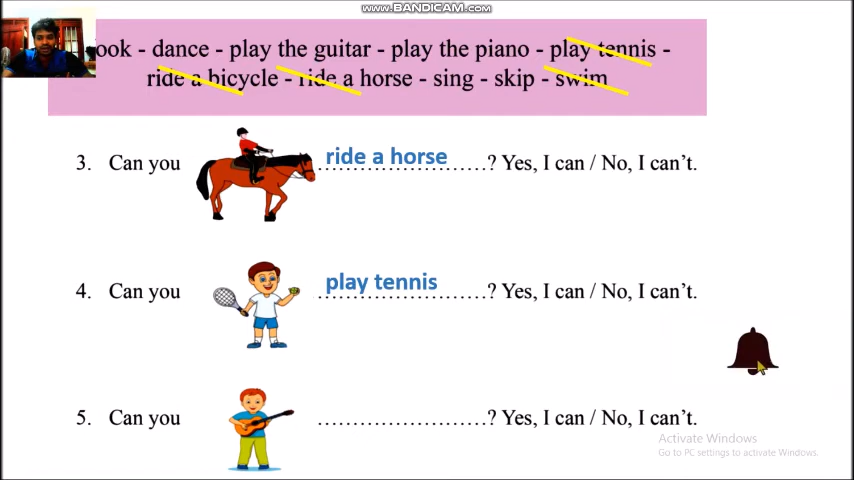 www.BANDICAM.com
ook - dance - play the guitar - play the piano - play tennis -
ride a bicycle - ride a horse - sing - skip - swim
3. Can you ride a horse ........................? Yes, I can / No, I can't.
4. Can you play tennis ........................? Yes, I can / No, I can't.
5. Can you ........................? Yes, I can / No, I can't.
Activate Windows
Go to PC settings to activate Windows.